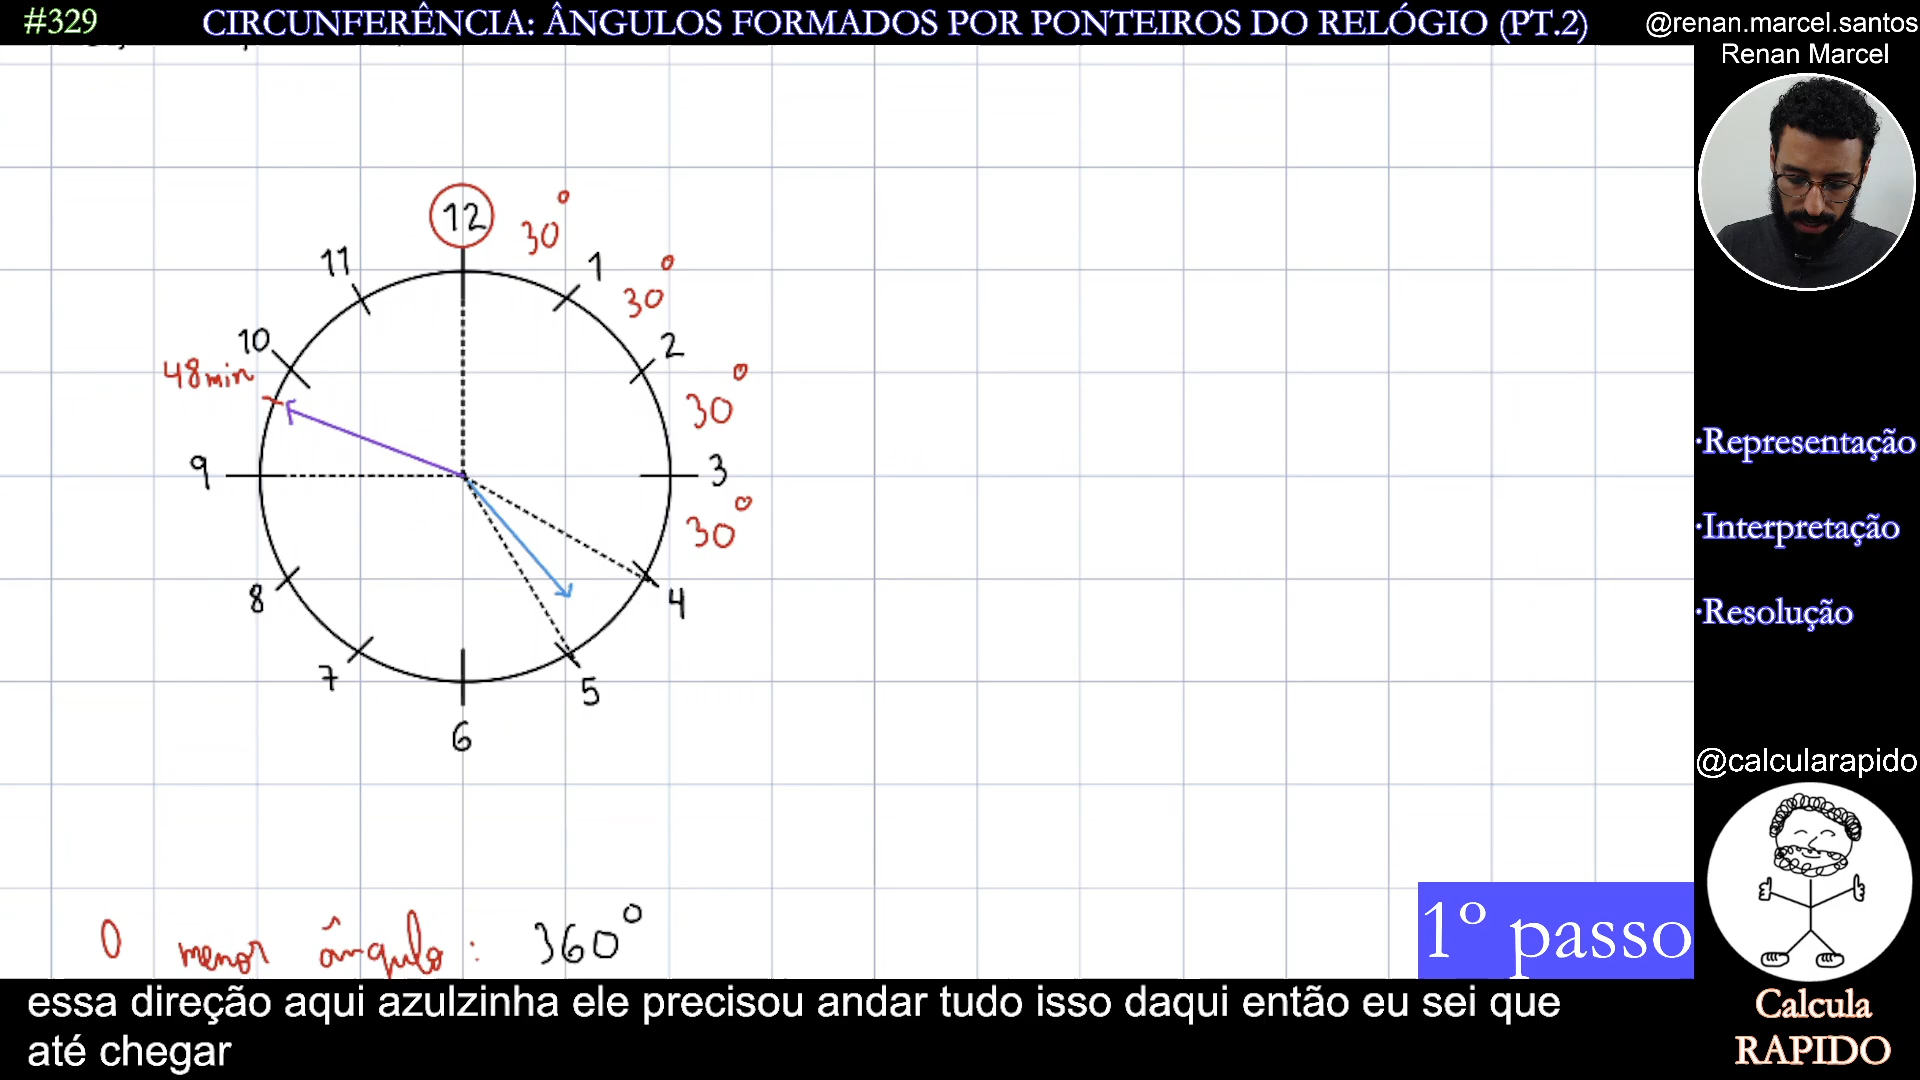 #329
CIRCUNFERÊNCIA: ÂNGULOS FORMADOS POR PONTEIROS DO RELÓGIO (PT.2)
@renan.marcel.santos
Renan Marcel
12
30°
11
1
30°
10
2
48min
30°
9
3
30°
8
4
7
5
6
·Representação
·Interpretação
·Resolução
@calcularapido
O menor ângulo: 360°
1º passo
essa direção aqui azulzinha ele precisou andar tudo isso daqui então eu sei que
até chegar
Calcula
RAPIDO